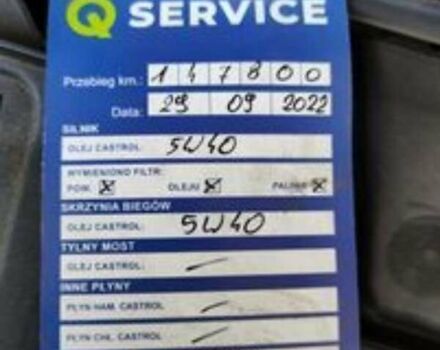 Q SERVICE
Przebieg km.: 147800
Data: 29 09 2022
SILNIK
OLEJ CASTROL: 5W40
WYMIENIONO FILTR:
POW. ☒ OLEJU ☒ PALIWA ☒
SKRZYNIA BIEGÓW
OLEJ CASTROL: 5W40
TYLNY MOST
OLEJ CASTROL: —
INNE PŁYNY
PŁYN HAM. CASTROL —
PŁYN CHŁ. CASTROL —